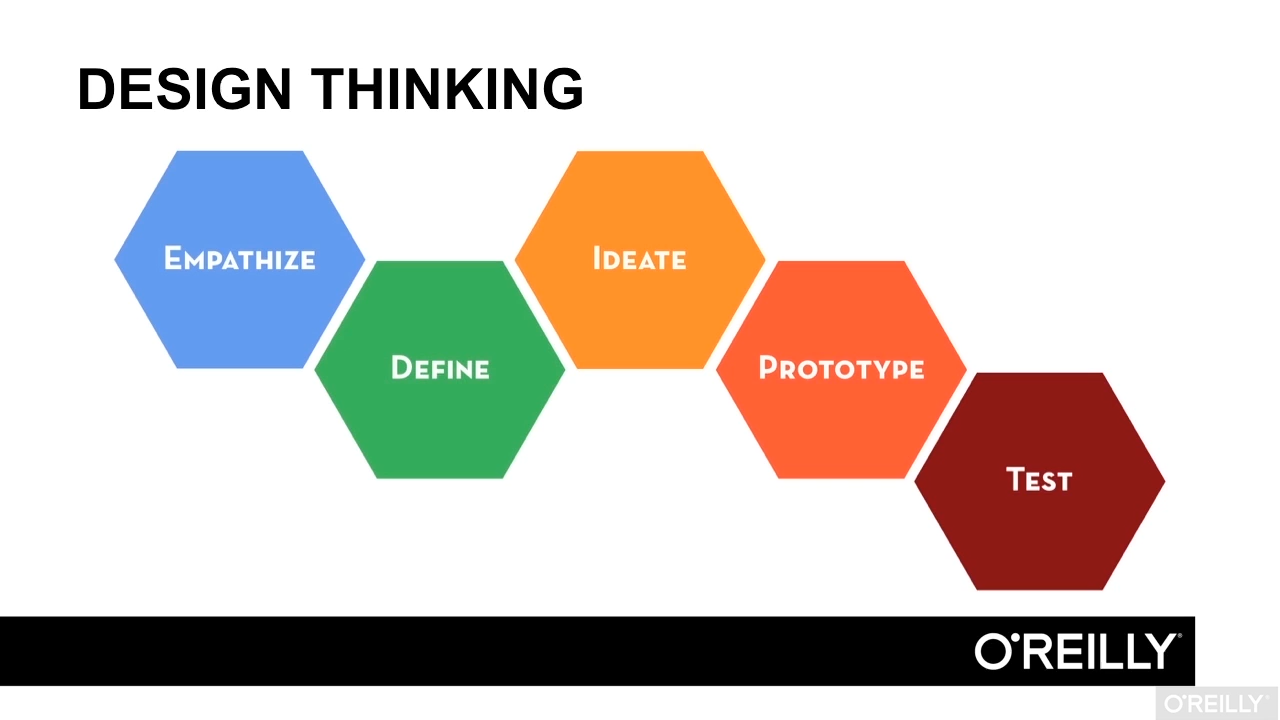 DESIGN THINKING
Empathize
Ideate
Define
Prototype
Test
O'REILLY®
O'REILLY®